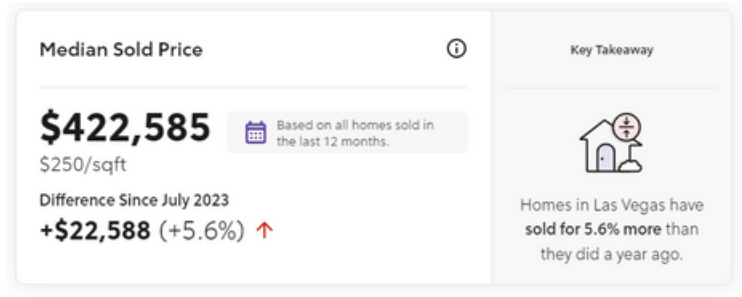 Median Sold Price
$422,585
Based on all homes sold in
the last 12 months.
$250/sqft
Difference Since July 2023
+$22,588 (+5.6%) ↑
Key Takeaway
Homes in Las Vegas have
sold for 5.6% more than
they did a year ago.